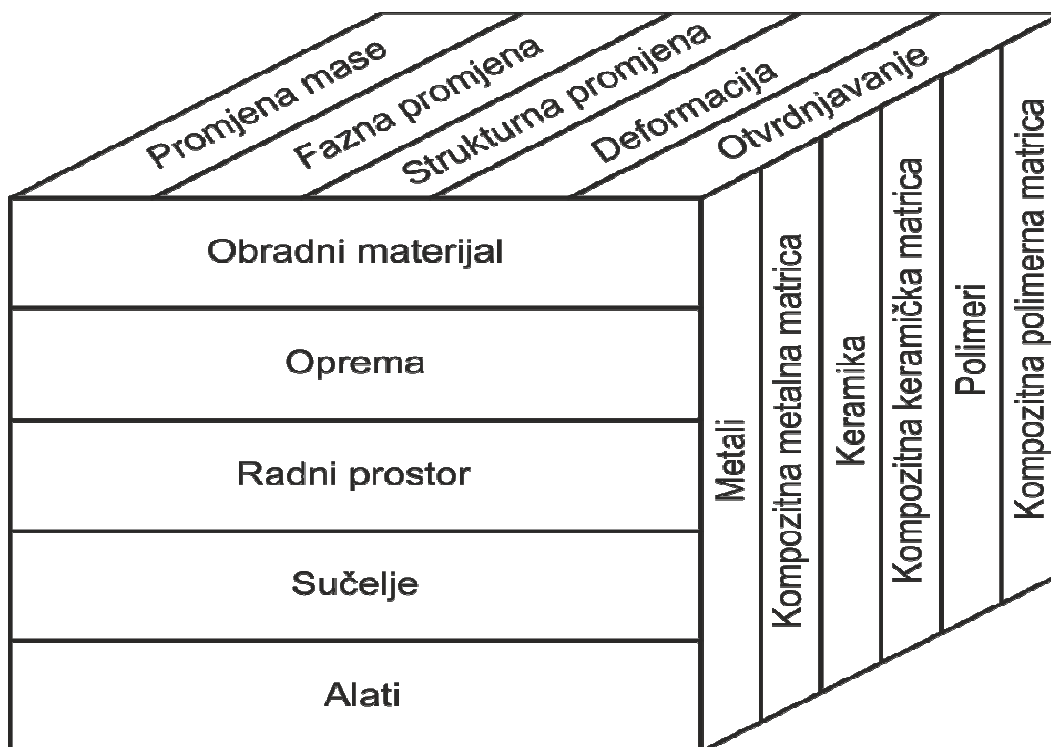 Promjena mase
Fazna promjena
Strukturna promjena
Deformacija
Otvrdnjavanje
Obradni materijal
Oprema
Radni prostor
Sučelje
Alati
Metali
Kompozitna metalna matrica
Keramika
Kompozitna keramička matrica
Polimeri
Kompozitna polimerna matrica